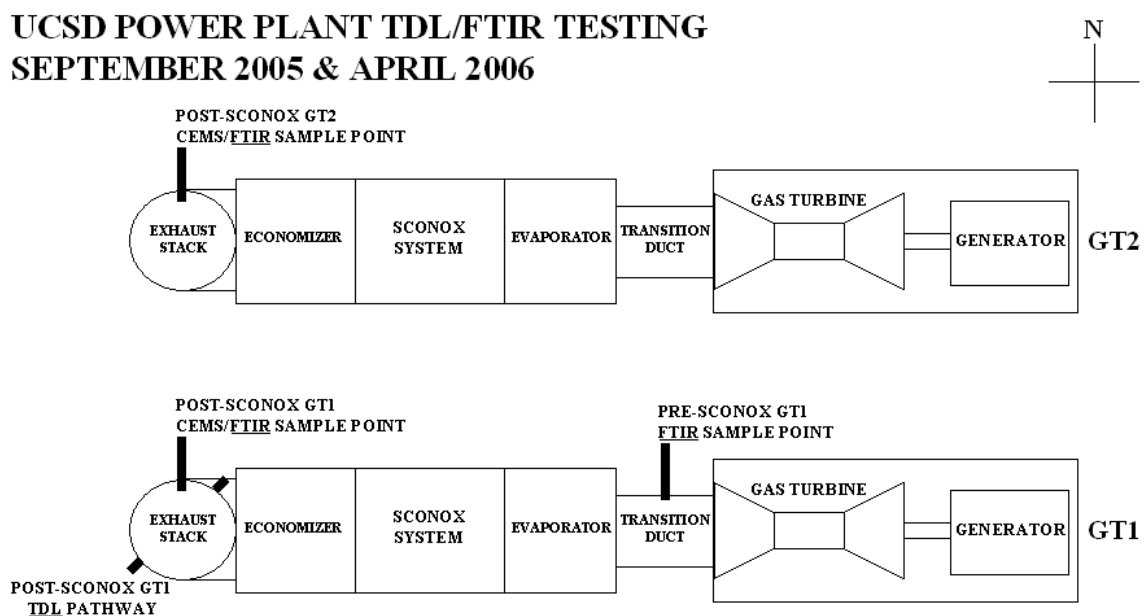 UCSD POWER PLANT TDL/FTIR TESTING
SEPTEMBER 2005 & APRIL 2006
N
POST-SCONOX GT2
CEMS/FTIR SAMPLE POINT
EXHAUST
STACK
ECONOMIZER
SCONOX
SYSTEM
EVAPORATOR
TRANSITION
DUCT
GAS TURBINE
GENERATOR
GT2
POST-SCONOX GT1
CEMS/FTIR SAMPLE POINT
PRE-SCONOX GT1
FTIR SAMPLE POINT
EXHAUST
STACK
ECONOMIZER
SCONOX
SYSTEM
EVAPORATOR
TRANSITION
DUCT
GAS TURBINE
GENERATOR
GT1
POST-SCONOX GT1
TDL PATHWAY